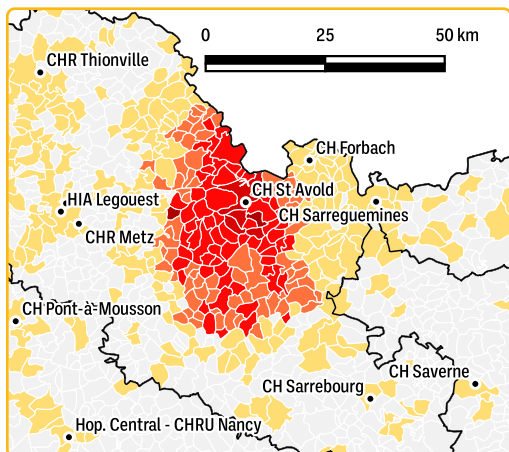 0 25 50 km
CHR Thionville
CH Forbach
CH St Avold
HIA Legouest
CH Sarreguemines
CHR Metz
CH Pont-à-Mousson
CH Saverne
CH Sarrebourg
Hop. Central - CHRU Nancy